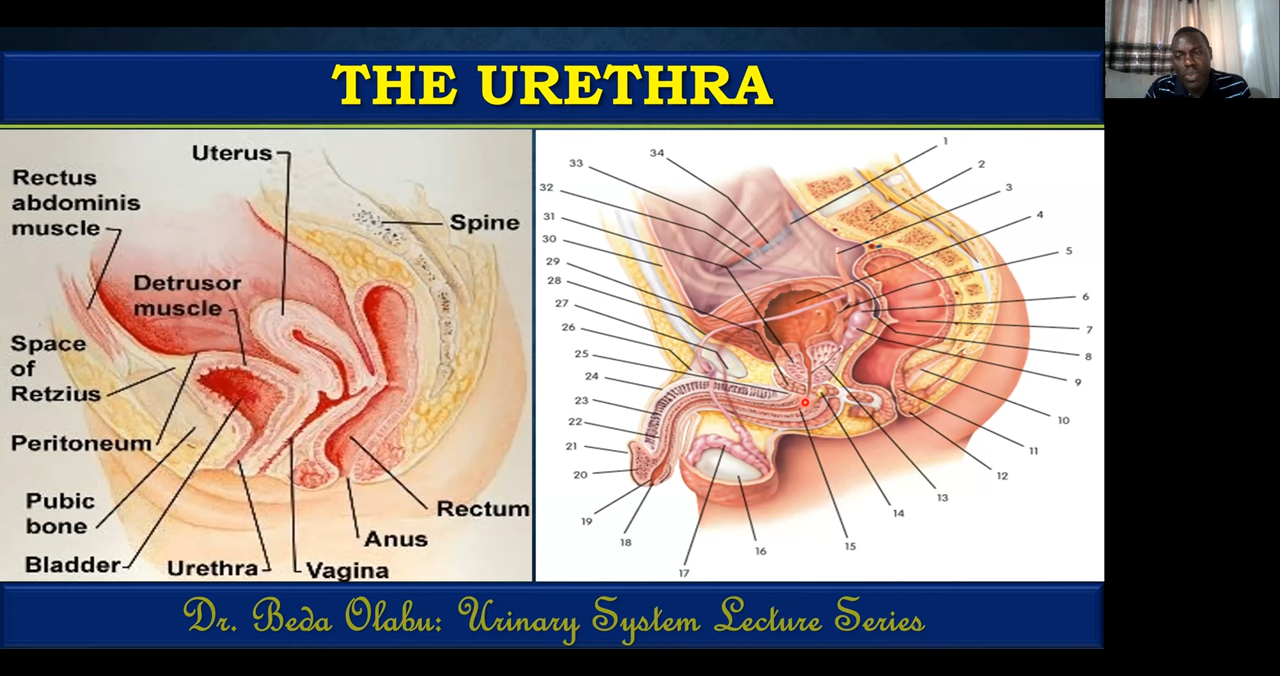 THE URETHRA
Uterus
Rectus
abdominis
muscle
Spine
Detrusor
muscle
Space
of
Retzius
Peritoneum
Pubic
bone
Rectum
Anus
Bladder
Urethra
Vagina
1
2
3
4
5
6
7
8
9
10
11
12
13
14
15
16
17
18
19
20
21
22
23
24
25
26
27
28
29
30
31
32
33
34
Dr. Beda Olabu: Urinary System Lecture Series